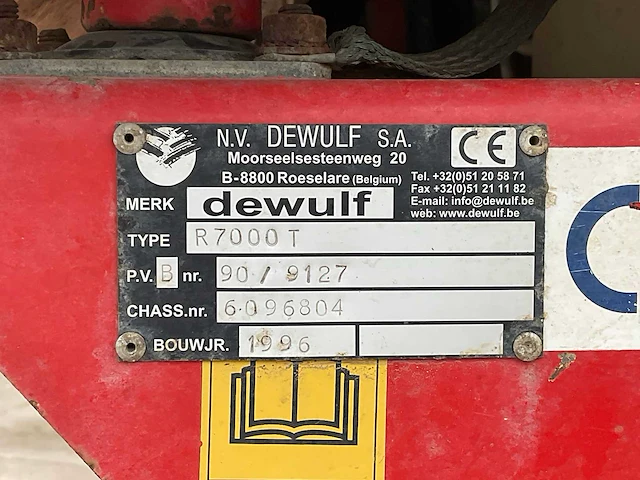 N.V. DEWULF S.A.
Moorseelsesteenweg 20
B-8800 Roeselare (Belgium)
CE
Tel. +32(0)51 20 58 71
Fax +32(0)51 21 11 82
E-mail: info@dewulf.be
web: www.dewulf.be
MERK dewulf
TYPE R7000T
P.V. B nr. 90/9127
CHASS.nr. 6096804
BOUWJR. 1996